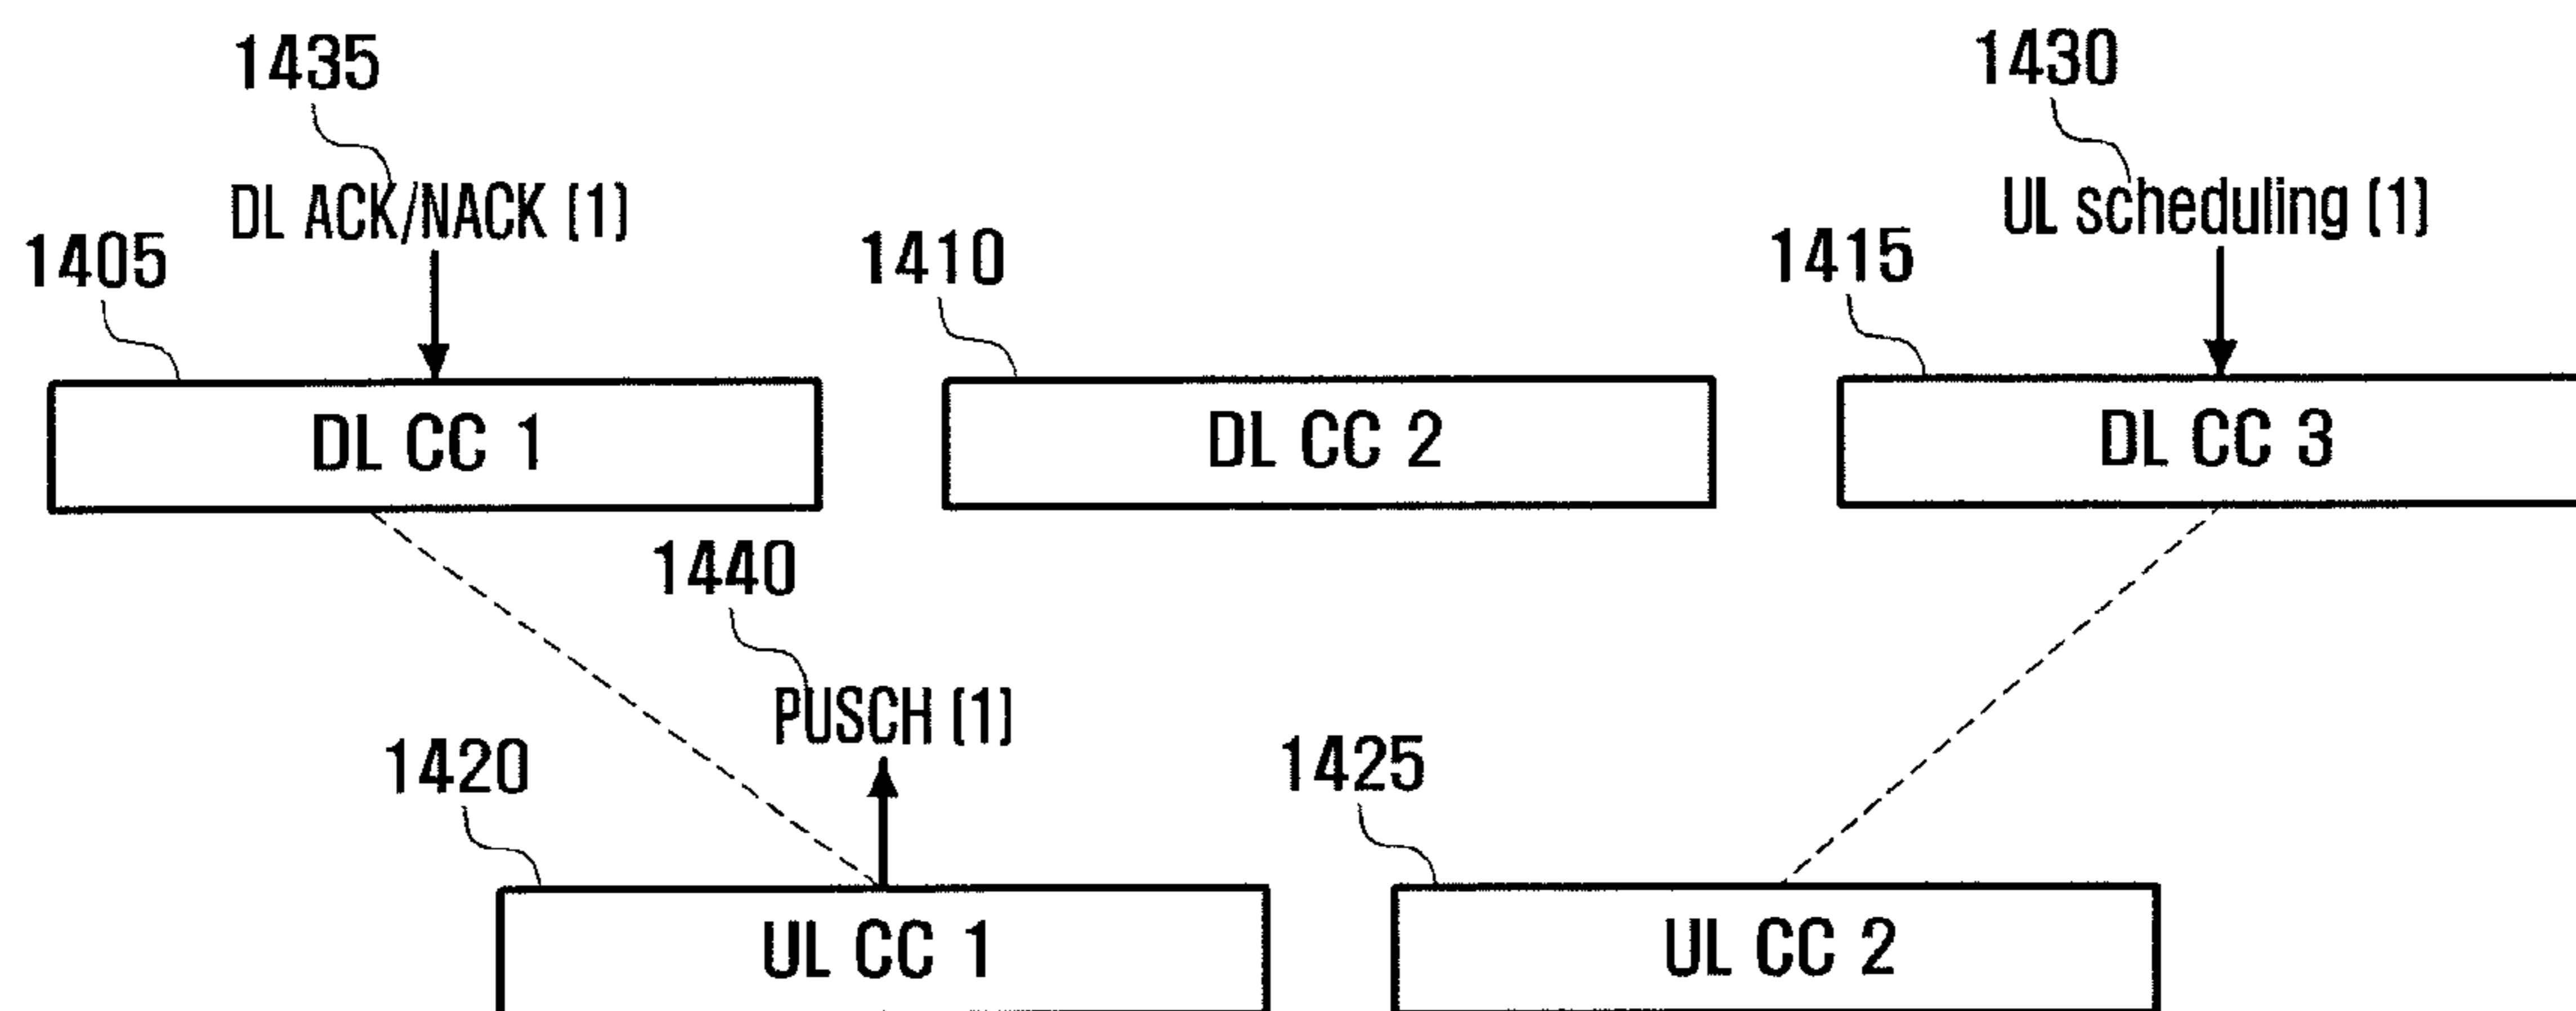 1435
1430
DL ACK/NACK (1)
UL scheduling (1)
1405
1410
1415
DL CC 1
DL CC 2
DL CC 3
1440
PUSCH (1)
1420
1425
UL CC 1
UL CC 2